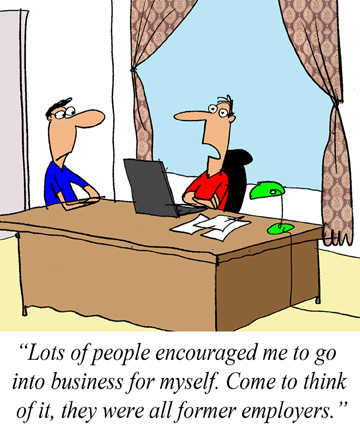 “Lots of people encouraged me to go
into business for myself. Come to think
of it, they were all former employers.”